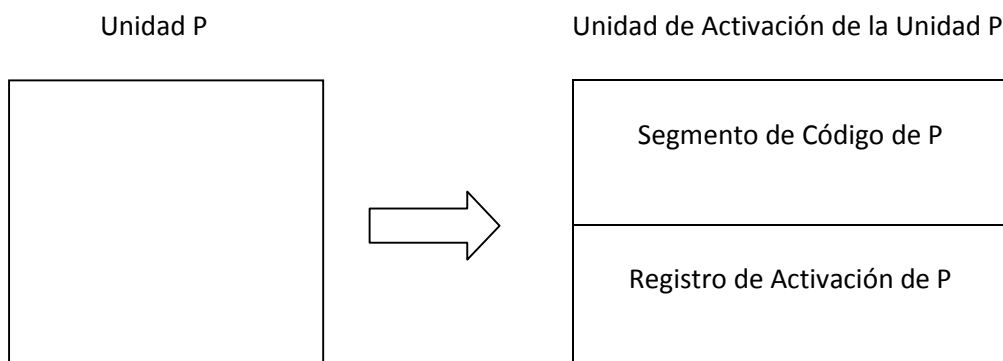 Unidad P
Unidad de Activación de la Unidad P
Segmento de Código de P
Registro de Activación de P